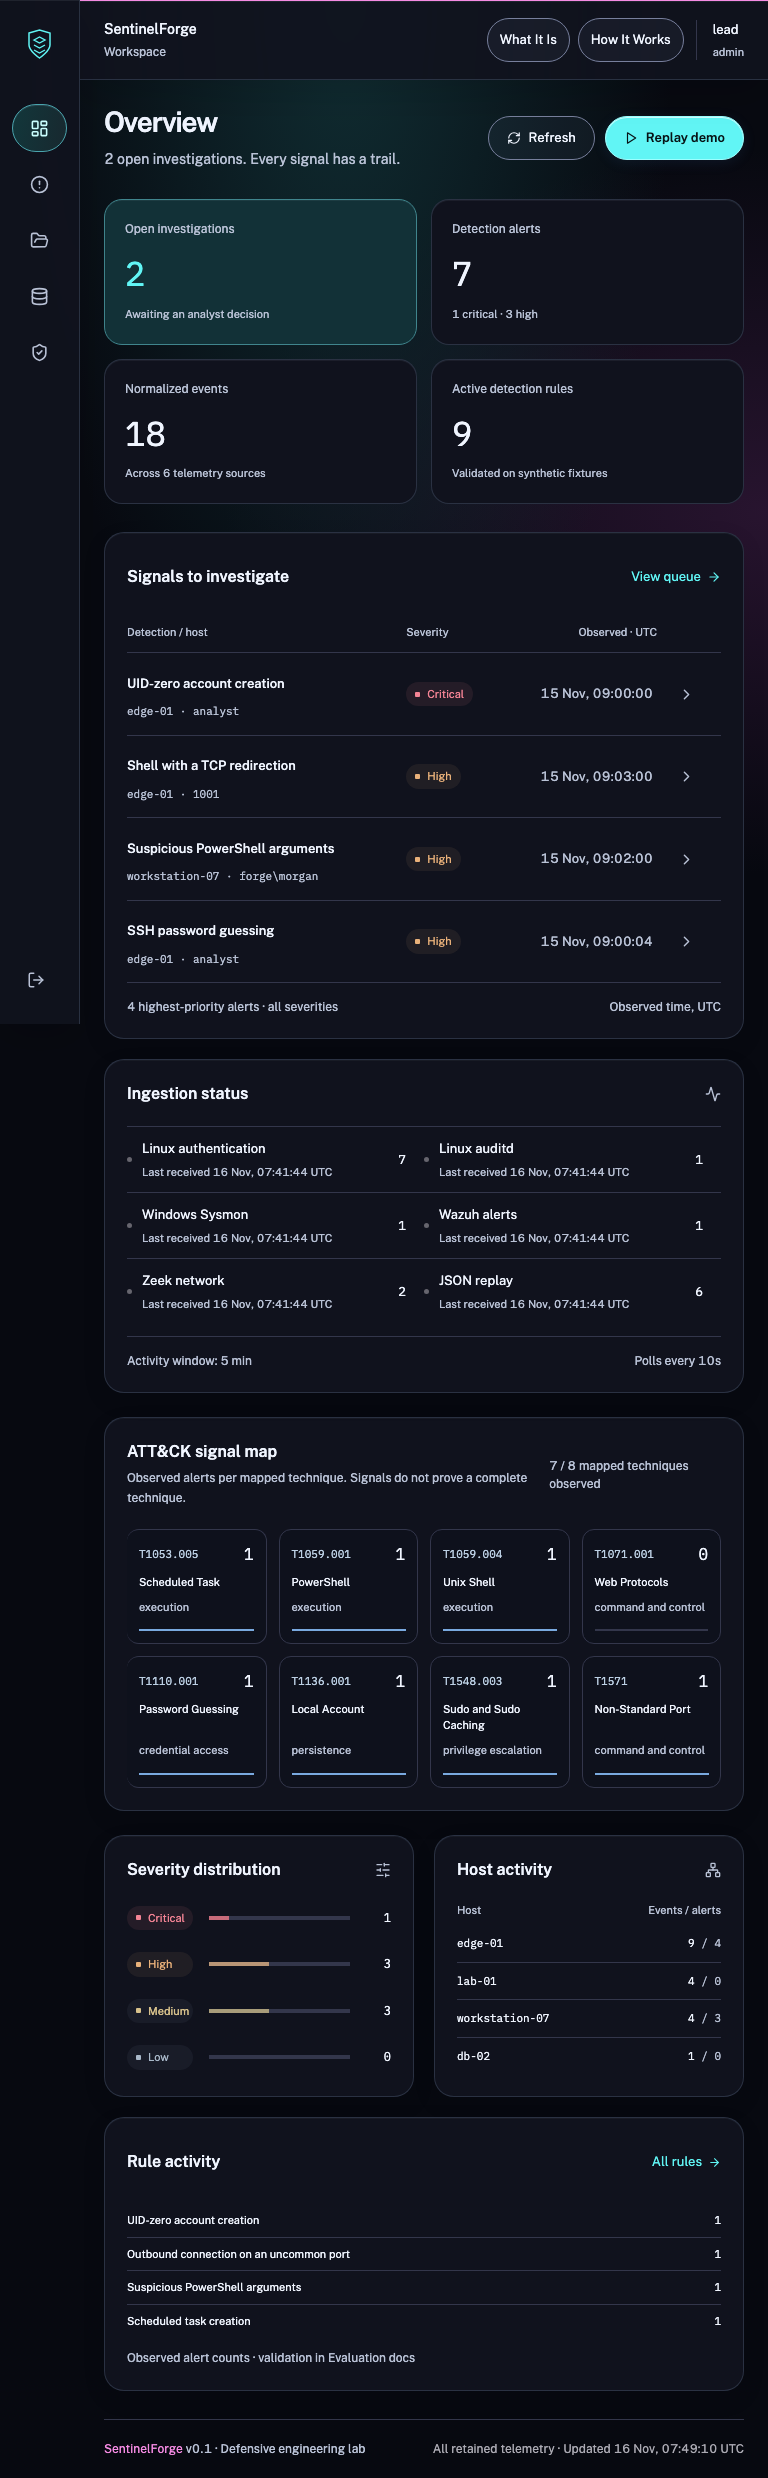 SentinelForge
Workspace
What It Is
How It Works
lead
admin
Overview
2 open investigations. Every signal has a trail.
Refresh
Replay demo
Open investigations
2
Awaiting an analyst decision
Detection alerts
7
1 critical · 3 high
Normalized events
18
Across 6 telemetry sources
Active detection rules
9
Validated on synthetic fixtures
Signals to investigate
View queue
Detection / host Severity Observed · UTC
UID-zero account creation
edge-01 · analyst
Critical
15 Nov, 09:00:00
Shell with a TCP redirection
edge-01 · 1001
High
15 Nov, 09:03:00
Suspicious PowerShell arguments
workstation-07 · forge\morgan
High
15 Nov, 09:02:00
SSH password guessing
edge-01 · analyst
High
15 Nov, 09:00:04
4 highest-priority alerts · all severities
Observed time, UTC
Ingestion status
Linux authentication
Last received 16 Nov, 07:41:44 UTC
7
Linux auditd
Last received 16 Nov, 07:41:44 UTC
1
Windows Sysmon
Last received 16 Nov, 07:41:44 UTC
1
Wazuh alerts
Last received 16 Nov, 07:41:44 UTC
1
Zeek network
Last received 16 Nov, 07:41:44 UTC
2
JSON replay
Last received 16 Nov, 07:41:44 UTC
6
Activity window: 5 min
Polls every 10s
ATT&CK signal map
Observed alerts per mapped technique. Signals do not prove a complete
technique.
7 / 8 mapped techniques
observed
T1053.005 1
Scheduled Task
execution
T1059.001 1
PowerShell
execution
T1059.004 1
Unix Shell
execution
T1071.001 0
Web Protocols
command and control
T1110.001 1
Password Guessing
credential access
T1136.001 1
Local Account
persistence
T1548.003 1
Sudo and Sudo
Caching
privilege escalation
T1571 1
Non-Standard Port
command and control
Severity distribution
Critical 1
High 3
Medium 3
Low 0
Host activity
Host Events / alerts
edge-01 9 / 4
lab-01 4 / 0
workstation-07 4 / 3
db-02 1 / 0
Rule activity
All rules
UID-zero account creation 1
Outbound connection on an uncommon port 1
Suspicious PowerShell arguments 1
Scheduled task creation 1
Observed alert counts · validation in Evaluation docs
SentinelForge v0.1 · Defensive engineering lab
All retained telemetry · Updated 16 Nov, 07:49:10 UTC